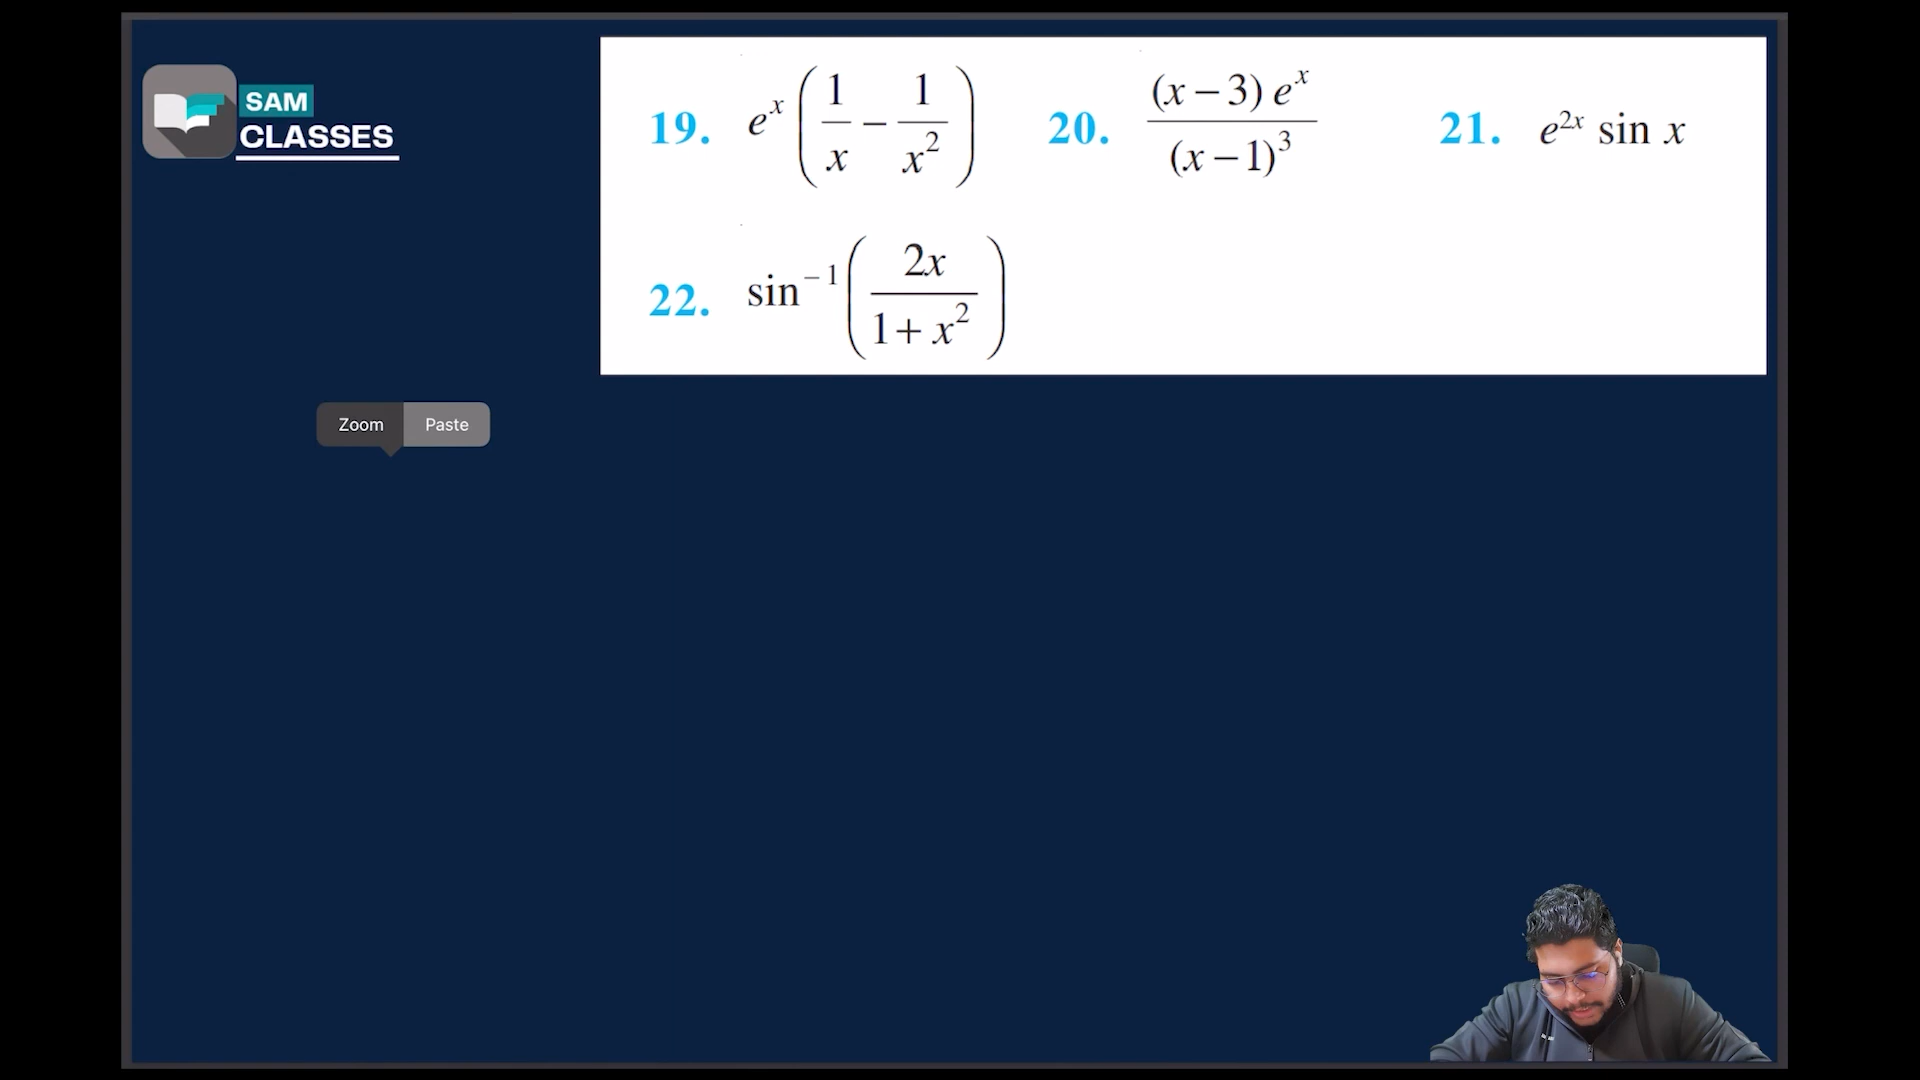 SAM
CLASSES
19. e^x (1/x − 1/x^2) 20. (x − 3) e^x / (x − 1)^3 21. e^{2x} sin x
22. sin^{−1} (2x / 1 + x^2)
Zoom Paste